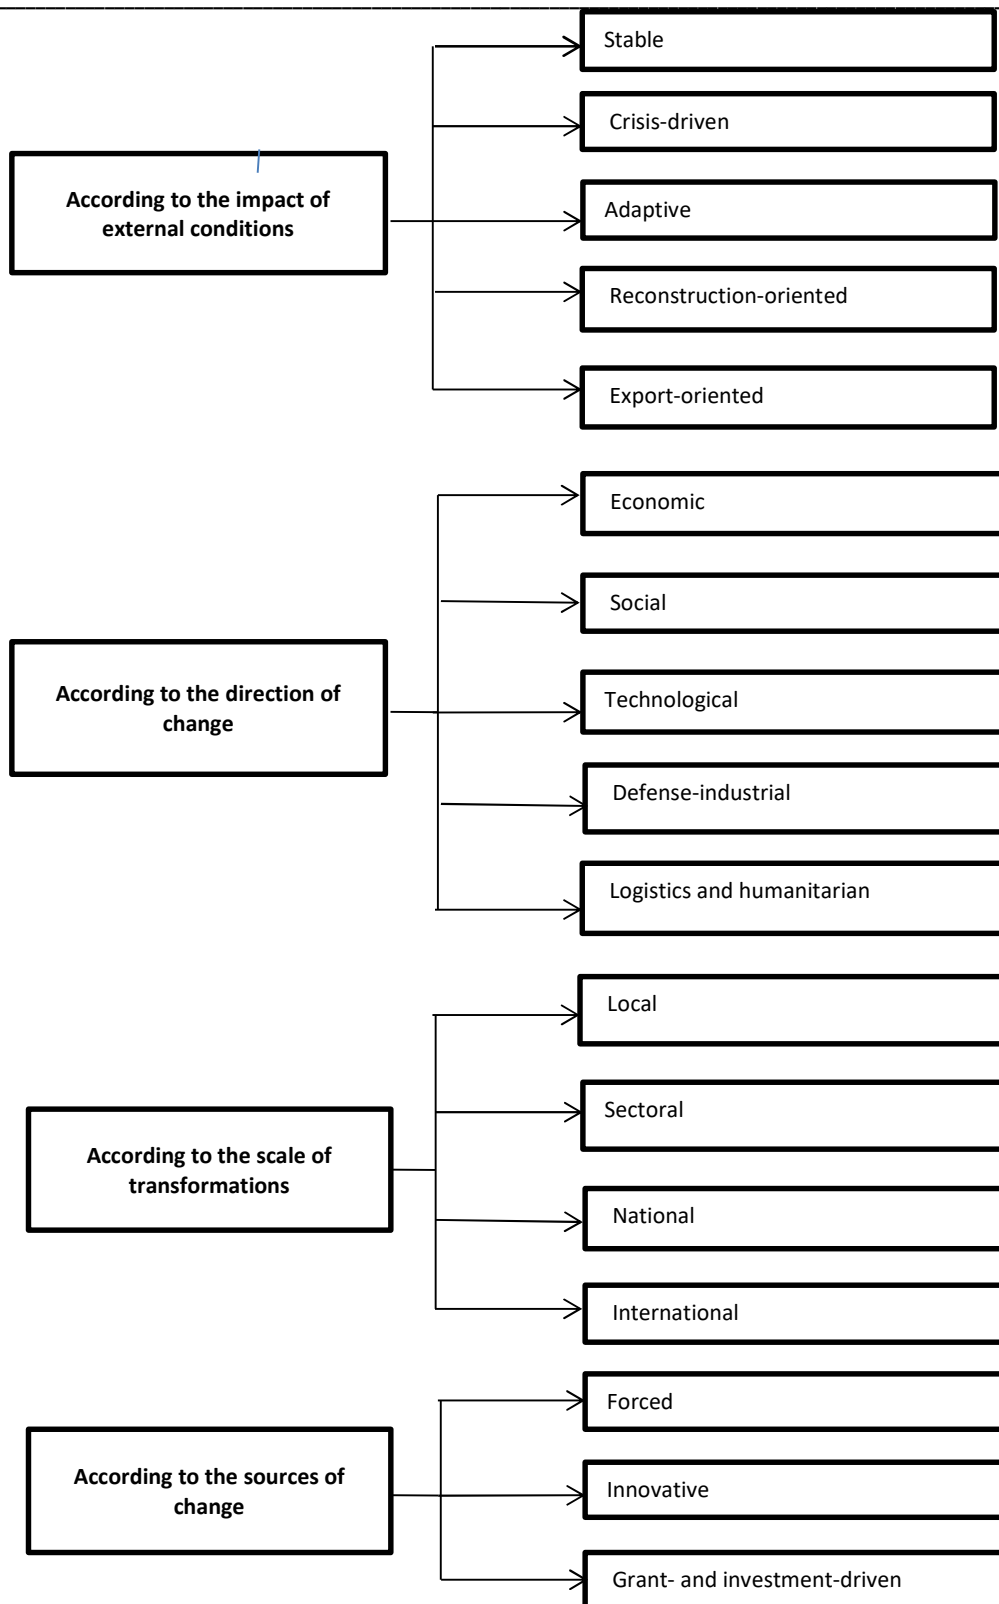 Stable
Crisis-driven
According to the impact of
external conditions
Adaptive
Reconstruction-oriented
Export-oriented
Economic
Social
According to the direction of
change
Technological
Defense-industrial
Logistics and humanitarian
Local
Sectoral
According to the scale of
transformations
National
International
Forced
According to the sources of
change
Innovative
Grant- and investment-driven